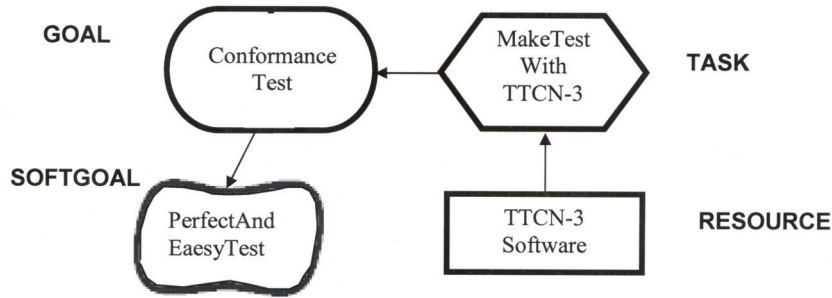 GOAL
Conformance
Test
MakeTest
With
TTCN-3
TASK
SOFTGOAL
PerfectAnd
EaesyTest
TTCN-3
Software
RESOURCE